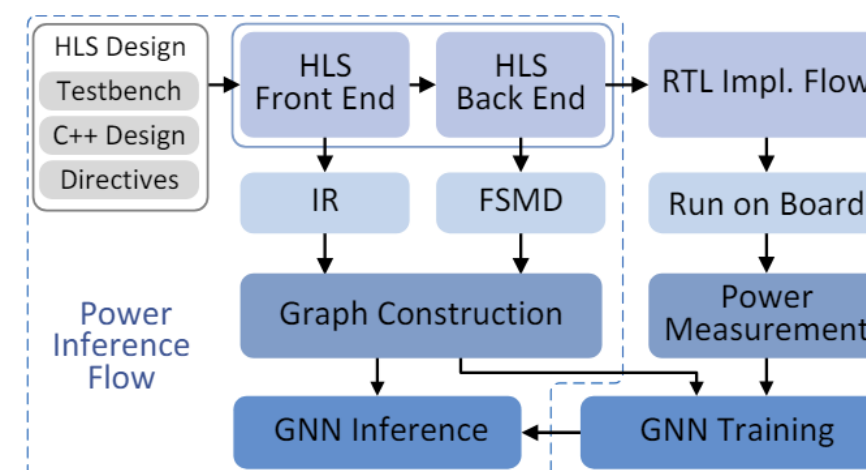 HLS Design
Testbench
C++ Design
Directives
HLS
Front End
HLS
Back End
RTL Impl. Flow
IR
FSMD
Run on Board
Graph Construction
Power
Measurement
Power
Inference
Flow
GNN Inference
GNN Training